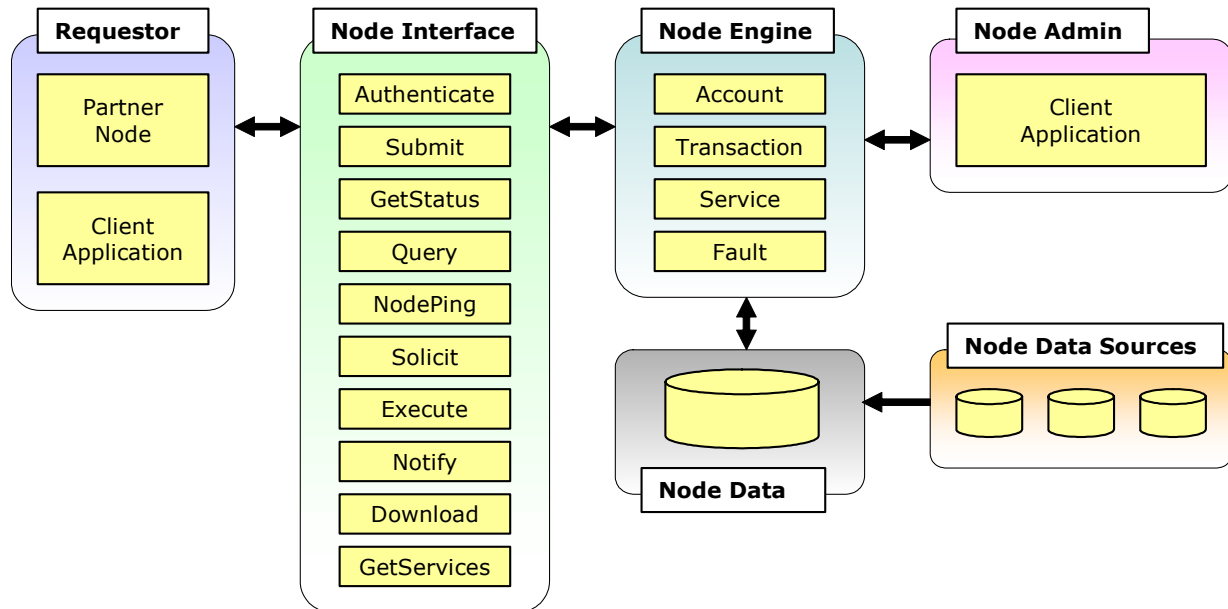 Requestor
Partner
Node
Client
Application
Node Interface
Authenticate
Submit
GetStatus
Query
NodePing
Solicit
Execute
Notify
Download
GetServices
Node Engine
Account
Transaction
Service
Fault
Node Admin
Client
Application
Node Data
Node Data Sources